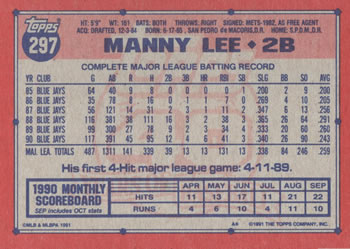 Topps
297
HT: 5'9" WT: 161 BATS: BOTH THROWS: RIGHT SIGNED: METS-1982, AS FREE AGENT
ACQ: DRAFTED, 12-3-84 BORN: 6-17-65 SAN PEDRO MACORIS,D.R. HOME: S.P.D.M.,D.R.
MANNY LEE • 2B
COMPLETE MAJOR LEAGUE BATTING RECORD
YR CLUB G AB R H 2B 3B HR RBI SB SLG BB SO AVG
85 BLUE JAYS 64 40 9 8 0 0 0 0 1 .200 2 9 .200
86 BLUE JAYS 35 78 8 16 0 1 1 7 0 .269 4 10 .205
87 BLUE JAYS 56 121 14 31 2 3 1 11 2 .347 6 13 .256
88 BLUE JAYS 116 381 38 111 16 3 2 38 3 .365 26 64 .291
89 BLUE JAYS 99 300 27 78 9 2 3 34 4 .333 20 60 .260
90 BLUE JAYS 117 391 45 95 12 4 6 41 3 .340 26 90 .243
MAJ. LEA. TOTALS 487 1311 141 339 39 13 13 131 13 .338 84 246 .259
His first 4-Hit major league game: 4-11-89.
1990 MONTHLY SCOREBOARD
SEP includes OCT stats
APR MAY JUN JUL AUG SEP
HITS 11 13 17 11 21 22
RUNS 4 10 6 4 11 10
©MLB & MLBPA 1991
A* ©1991 THE TOPPS COMPANY, INC.